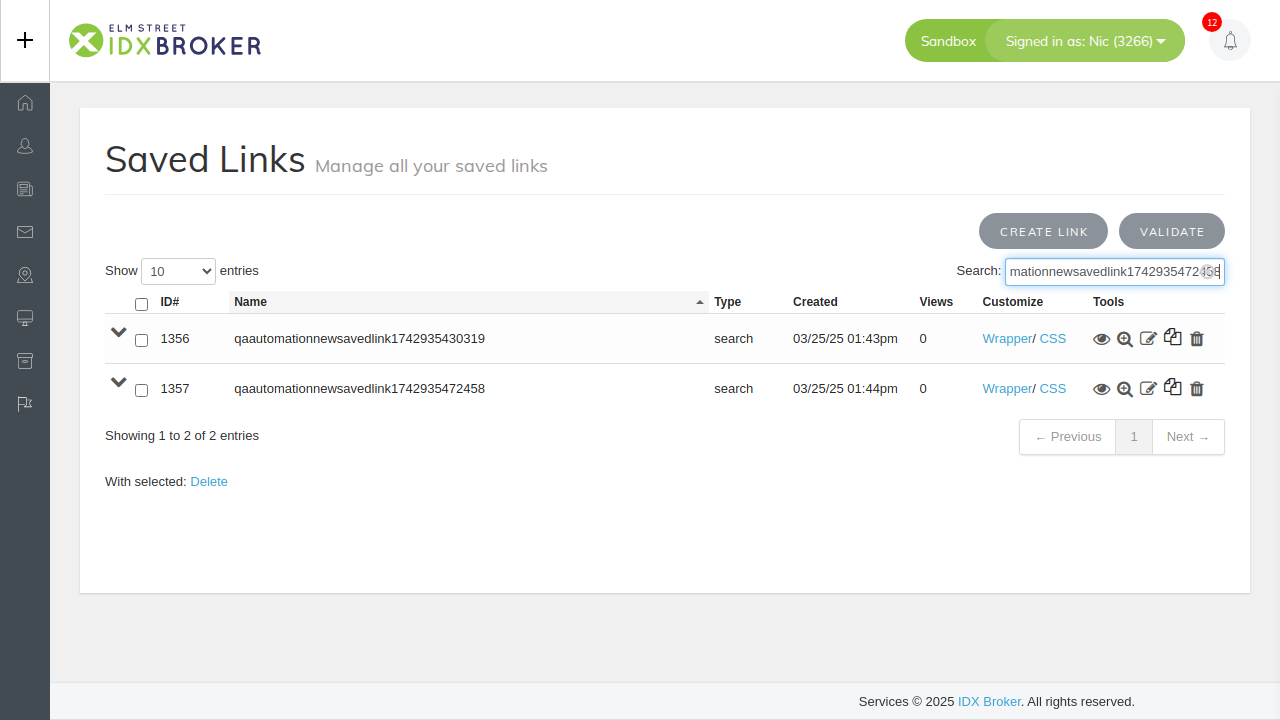 ELM STREET
IDXBROKER
Sandbox
Signed in as: Nic (3266)
12
Saved Links Manage all your saved links
CREATE LINK
VALIDATE
Show 10 entries
Search: mationnewsavedlink1742935472458
ID# Name Type Created Views Customize Tools
1356 qaautomationnewsavedlink1742935430319 search 03/25/25 01:43pm 0 Wrapper/ CSS
1357 qaautomationnewsavedlink1742935472458 search 03/25/25 01:44pm 0 Wrapper/ CSS
Showing 1 to 2 of 2 entries
← Previous 1 Next →
With selected: Delete
Services © 2025 IDX Broker. All rights reserved.